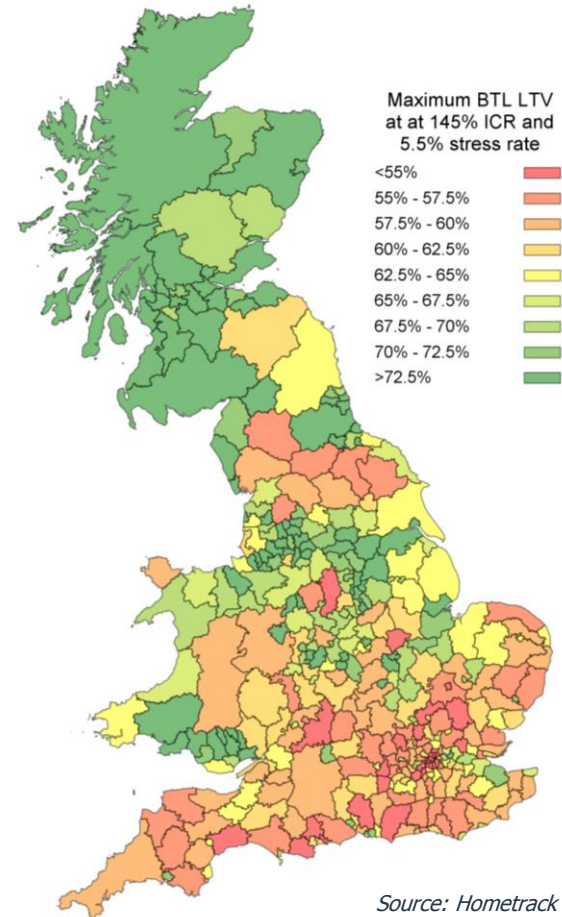 Maximum BTL LTV
at at 145% ICR and
5.5% stress rate
<55%
55% - 57.5%
57.5% - 60%
60% - 62.5%
62.5% - 65%
65% - 67.5%
67.5% - 70%
70% - 72.5%
>72.5%
Source: Hometrack